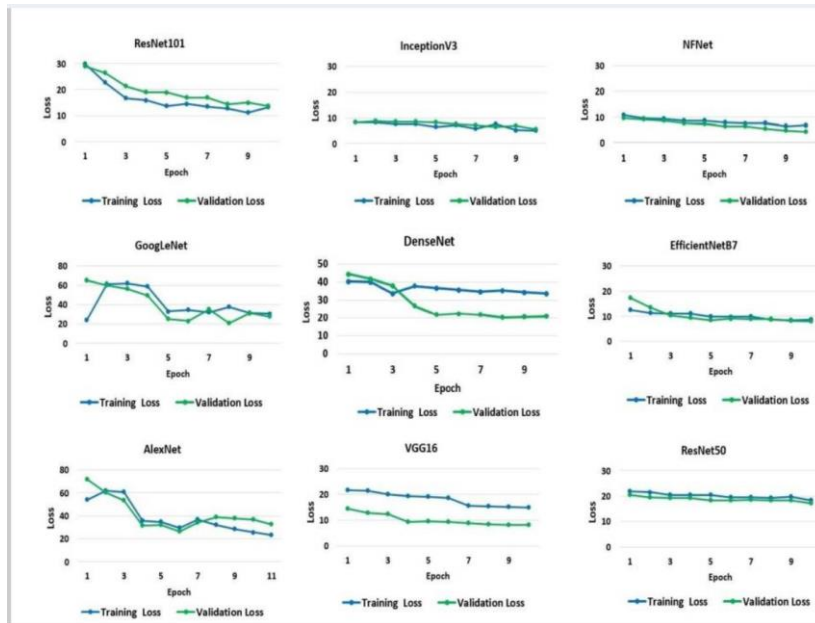 ResNet101
30
20
10
0
Loss
1 3 5 7 9
Epoch
Training Loss Validation Loss
InceptionV3
30
20
10
0
Loss
1 3 5 7 9
Epoch
Training Loss Validation Loss
NFNet
30
20
10
0
Loss
1 3 5 7 9
Epoch
Training Loss Validation Loss
GoogLeNet
80
60
40
20
0
Loss
1 3 5 7 9
Epoch
Training Loss Validation Loss
DenseNet
50
40
30
20
10
0
Loss
1 3 5 7 9
Epoch
Training Loss Validation Loss
EfficientNetB7
30
20
10
0
Loss
1 3 5 7 9
Epoch
Training Loss Validation Loss
AlexNet
80
60
40
20
0
Loss
1 3 5 7 9 11
Epoch
Training Loss Validation Loss
VGG16
30
20
10
0
Loss
1 3 5 7 9
Epoch
Training Loss Validation Loss
ResNet50
30
20
10
0
Loss
1 3 5 7 9
Epoch
Training Loss Validation Loss